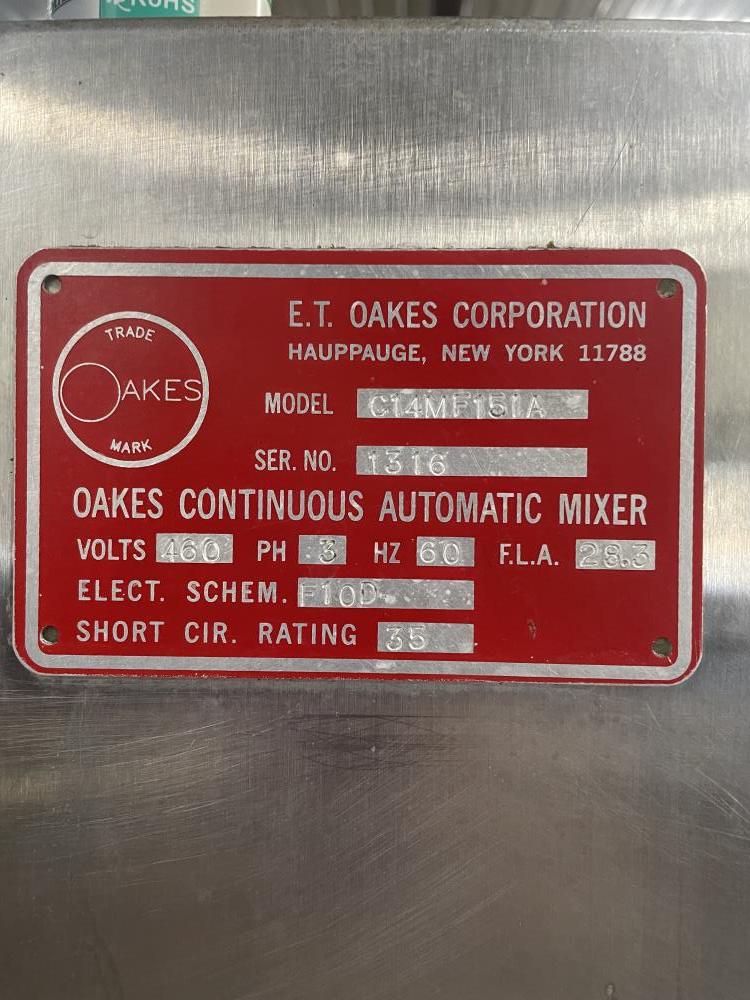 KOHS
TRADE
OAKES
MARK
E.T. OAKES CORPORATION
HAUPPAUGE, NEW YORK 11788
MODEL C14MF151A
SER. NO. 1316
OAKES CONTINUOUS AUTOMATIC MIXER
VOLTS 460 PH 3 HZ 60 F.L.A. 28.3
ELECT. SCHEM. F10D
SHORT CIR. RATING 35